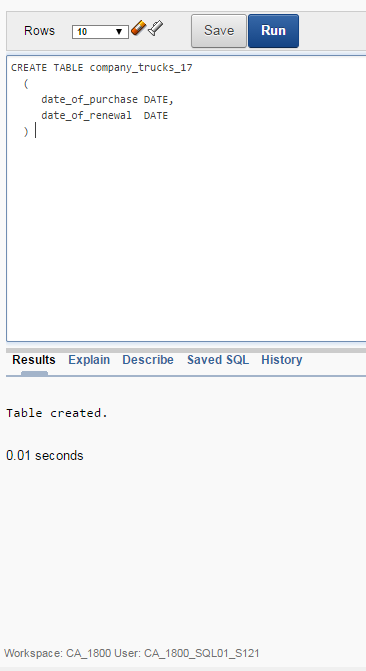 Rows 10 Save Run
CREATE TABLE company_trucks_17
(
date_of_purchase DATE,
date_of_renewal DATE
)
Results Explain Describe Saved SQL History
Table created.
0.01 seconds
Workspace: CA_1800 User: CA_1800_SQL01_S121